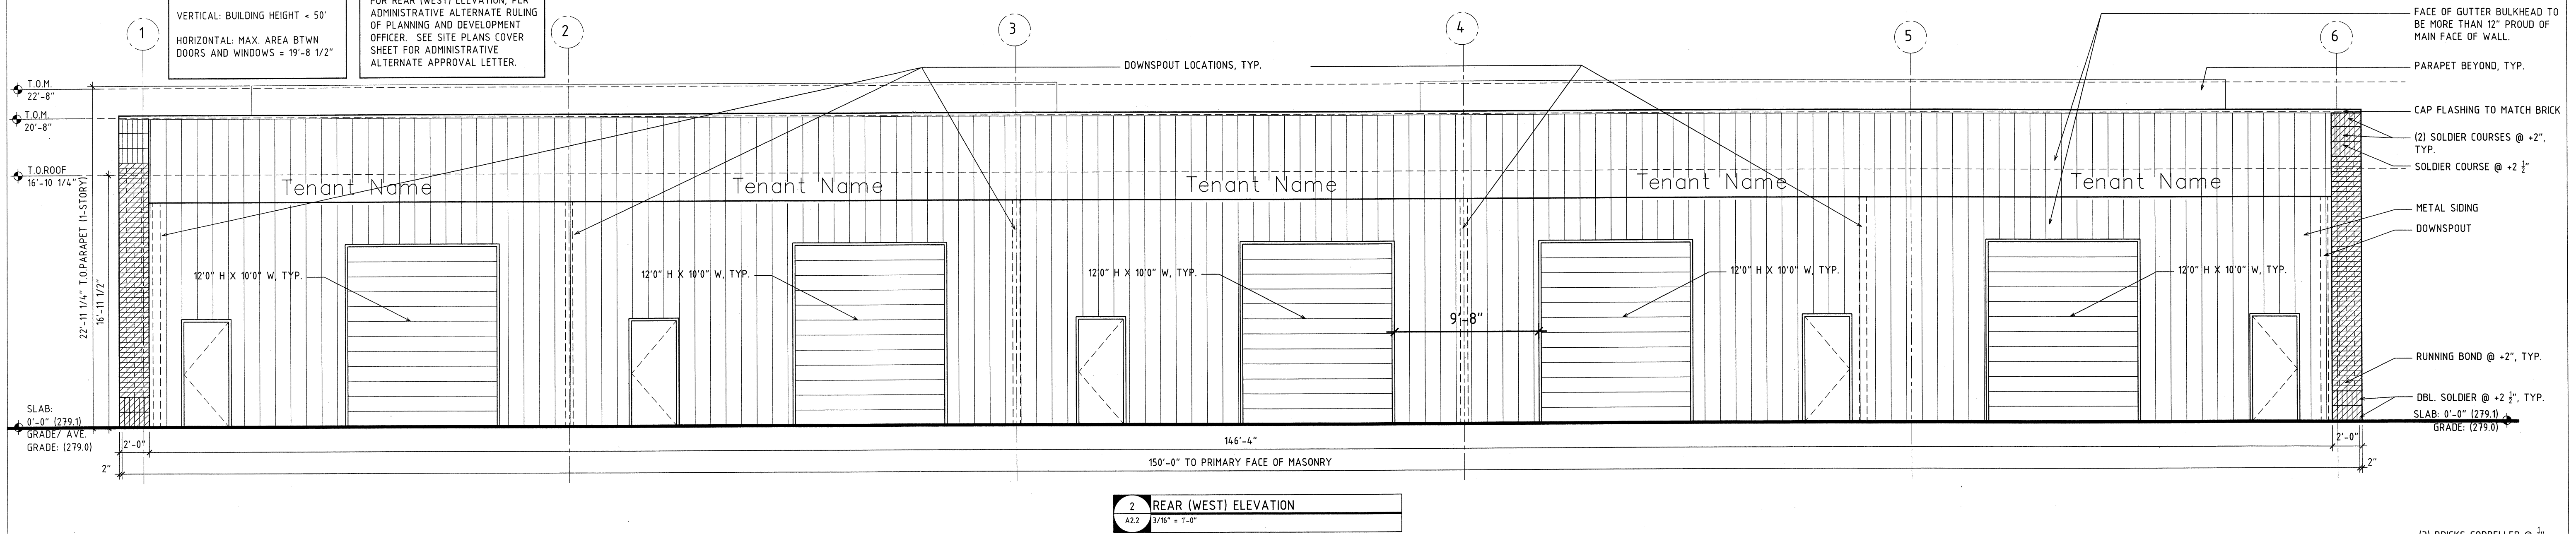 VERTICAL: BUILDING HEIGHT < 50'
HORIZONTAL: MAX. AREA BTWN
DOORS AND WINDOWS = 19'-8 1/2"
FOR REAR (WEST) ELEVATION, PER
ADMINISTRATIVE ALTERNATE RULING
OF PLANNING AND DEVELOPMENT
OFFICER. SEE SITE PLANS COVER
SHEET FOR ADMINISTRATIVE
ALTERNATE APPROVAL LETTER.
1
2
3
4
5
6
DOWNSPOUT LOCATIONS, TYP.
FACE OF GUTTER BULKHEAD TO
BE MORE THAN 12" PROUD OF
MAIN FACE OF WALL.
PARAPET BEYOND, TYP.
CAP FLASHING TO MATCH BRICK
(2) SOLDIER COURSES @ +2",
TYP.
SOLDIER COURSE @ +2 1/2"
METAL SIDING
DOWNSPOUT
RUNNING BOND @ +2", TYP.
DBL. SOLDIER @ +2 1/2", TYP.
SLAB: 0'-0" (279.1)
GRADE: (279.0)
T.O.M.
22'-8"
T.O.M.
20'-8"
T.O.ROOF
16'-10 1/4"
22'-11 1/4" T.O.PARAPET (1-STORY)
16'-11 1/2"
SLAB:
0'-0" (279.1)
GRADE/ AVE.
GRADE: (279.0)
Tenant Name
Tenant Name
Tenant Name
Tenant Name
Tenant Name
12'0" H X 10'0" W, TYP.
12'0" H X 10'0" W, TYP.
12'0" H X 10'0" W, TYP.
12'0" H X 10'0" W, TYP.
12'0" H X 10'0" W, TYP.
9'-8"
2'-0"
146'-4"
2'-0"
2"
150'-0" TO PRIMARY FACE OF MASONRY
2"
2
A2.2
REAR (WEST) ELEVATION
3/16" = 1'-0"